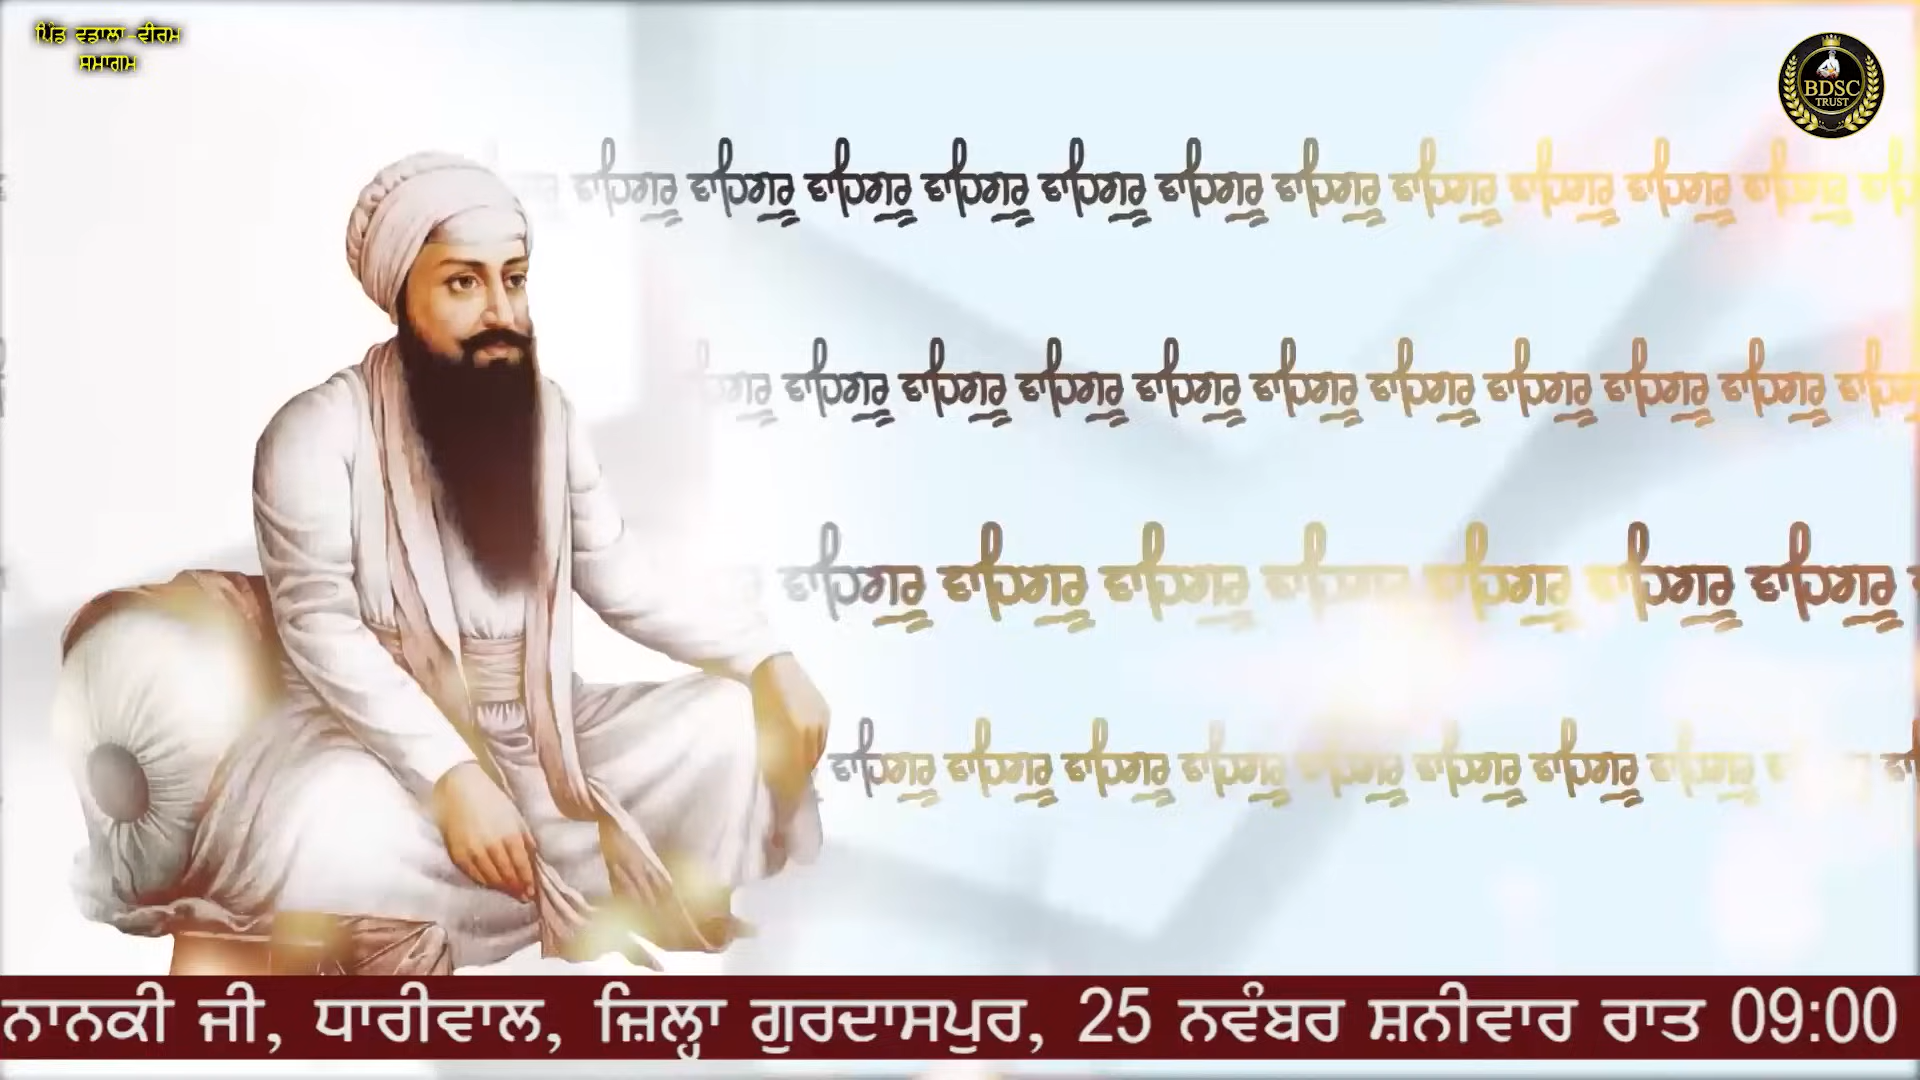 ਪਿੰਡ ਵਡਾਲਾ-ਵੀਰਮ
ਸਮਾਗਮ
BDSC
TRUST
ਵਾਹਿਗੁਰੂ ਵਾਹਿਗੁਰੂ ਵਾਹਿਗੁਰੂ ਵਾਹਿਗੁਰੂ ਵਾਹਿਗੁਰੂ ਵਾਹਿਗੁਰੂ ਵਾਹਿਗੁਰੂ ਵਾਹਿਗੁਰੂ ਵਾਹਿਗੁਰੂ ਵਾਹਿਗੁਰੂ ਵਾਹਿਗੁਰੂ
ਵਾਹਿਗੁਰੂ ਵਾਹਿਗੁਰੂ ਵਾਹਿਗੁਰੂ ਵਾਹਿਗੁਰੂ ਵਾਹਿਗੁਰੂ ਵਾਹਿਗੁਰੂ ਵਾਹਿਗੁਰੂ ਵਾਹਿਗੁਰੂ ਵਾਹਿਗੁਰੂ
ਵਾਹਿਗੁਰੂ ਵਾਹਿਗੁਰੂ ਵਾਹਿਗੁਰੂ ਵਾਹਿਗੁਰੂ ਵਾਹਿਗੁਰੂ ਵਾਹਿਗੁਰੂ ਵਾਹਿਗੁਰੂ
ਵਾਹਿਗੁਰੂ ਵਾਹਿਗੁਰੂ ਵਾਹਿਗੁਰੂ ਵਾਹਿਗੁਰੂ ਵਾਹਿਗੁਰੂ ਵਾਹਿਗੁਰੂ ਵਾਹਿਗੁਰੂ ਵਾਹਿਗੁਰੂ
ਨਾਨਕੀ ਜੀ, ਧਾਰੀਵਾਲ, ਜ਼ਿਲ੍ਹਾ ਗੁਰਦਾਸਪੁਰ, 25 ਨਵੰਬਰ ਸ਼ਨੀਵਾਰ ਰਾਤ 09:00